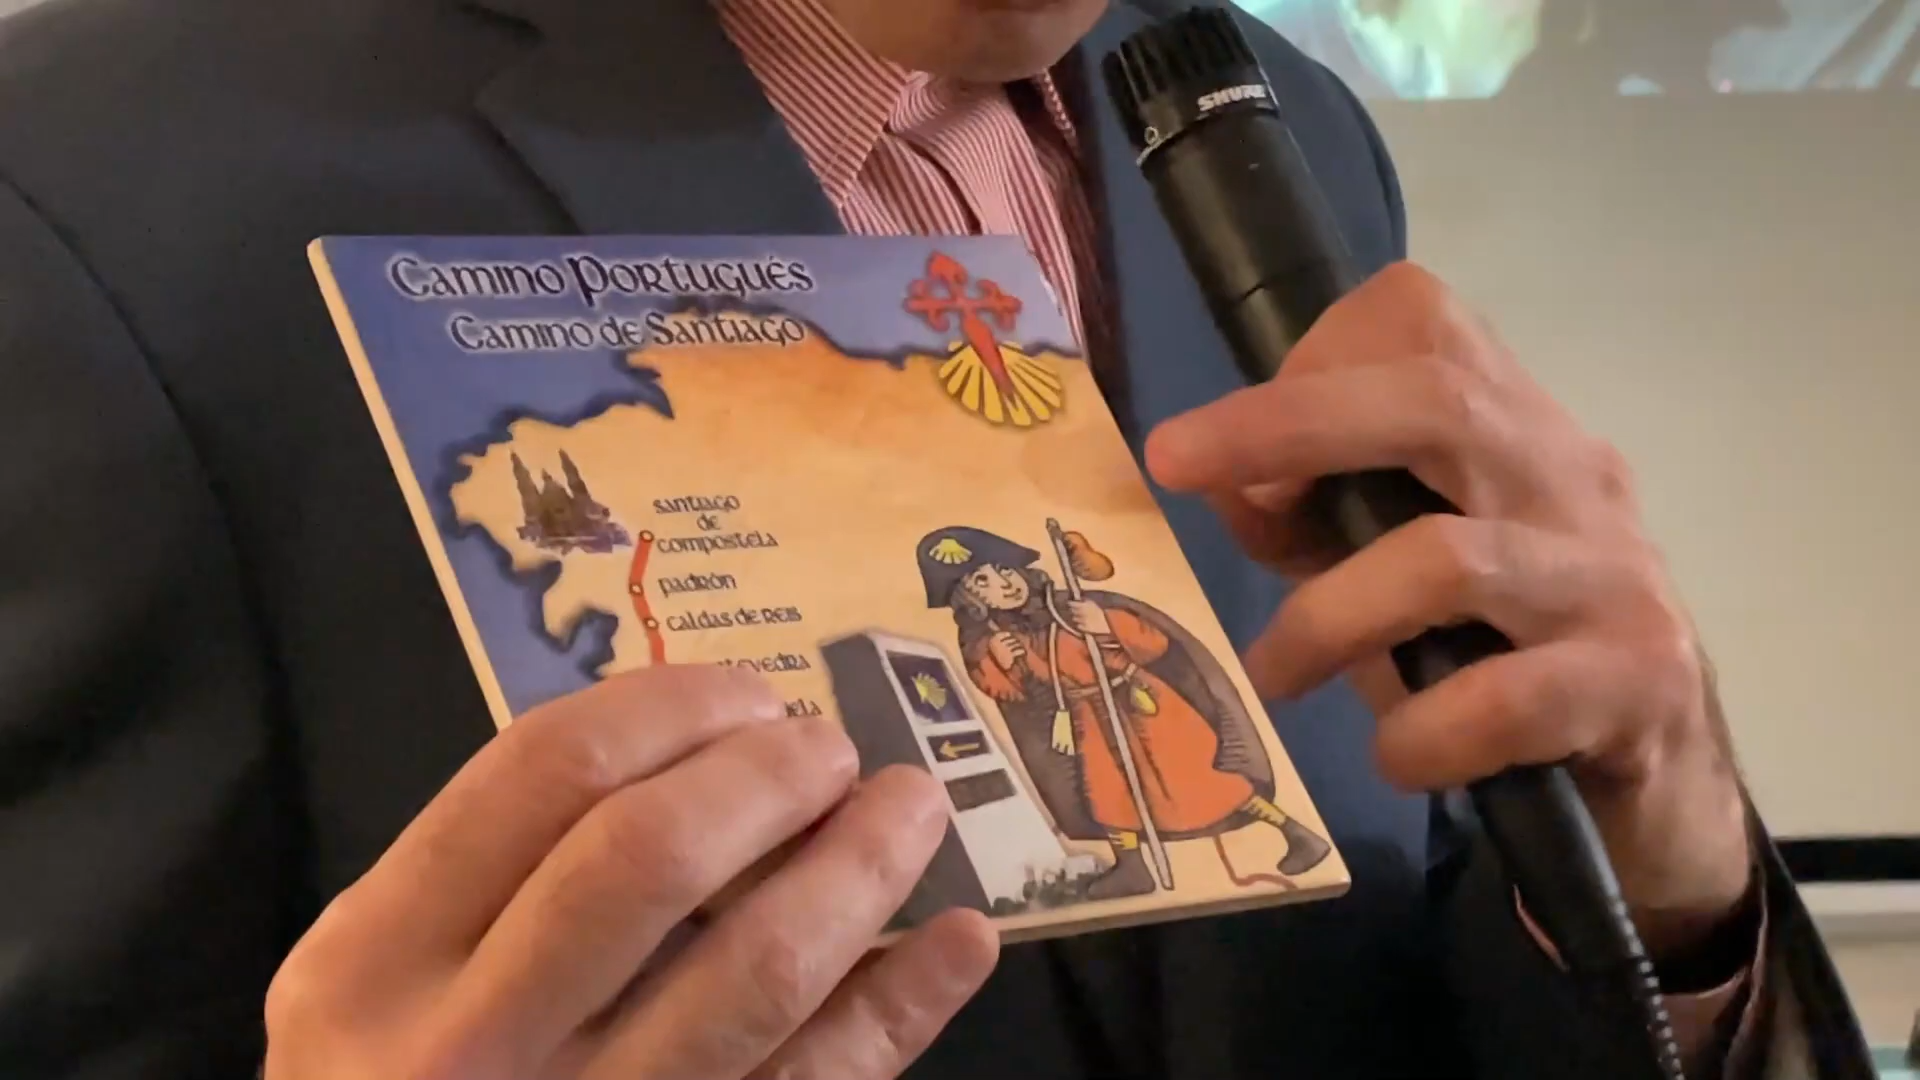 SHURE
Camino Portugués
Camino de Santiago
santiago
de
compostela
padrón
caldas de reis